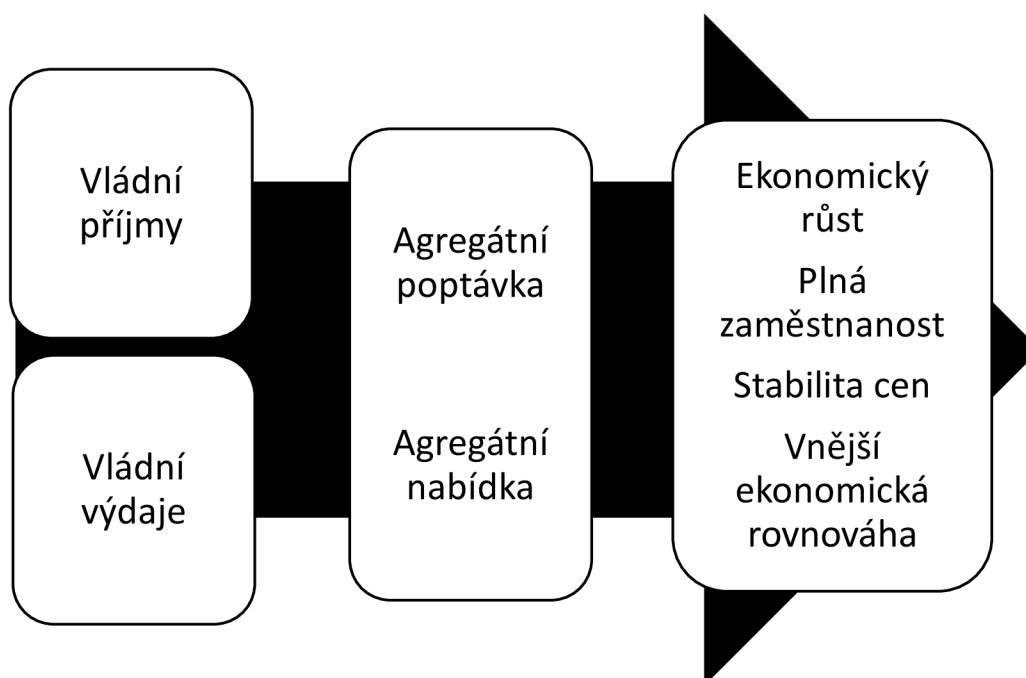 Vládní
příjmy
Vládní
výdaje
Agregátní
poptávka
Agregátní
nabídka
Ekonomický
růst
Plná
zaměstnanost
Stabilita cen
Vnější
ekonomická
rovnováha